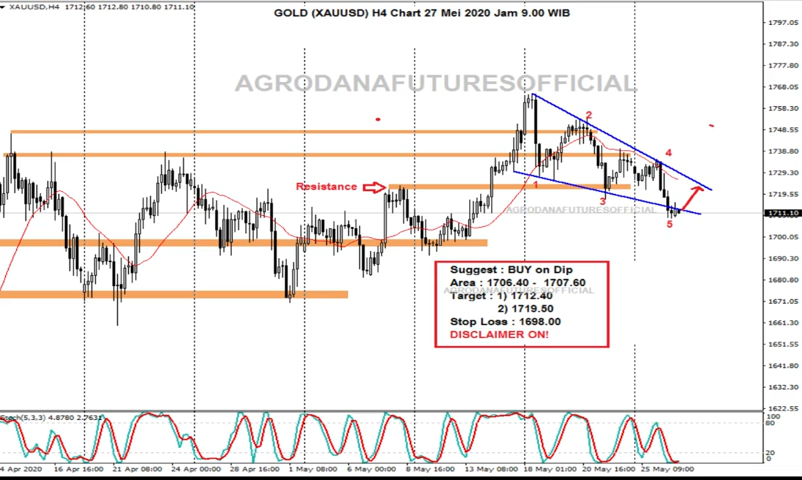 XAUUSD,H4 1712.60 1712.80 1710.80 1711.10
GOLD (XAUUSD) H4 Chart 27 Mei 2020 Jam 9.00 WIB
AGRODANAFUTURESOFFICIAL
1797.05
1787.30
1777.80
1768.05
1758.30
1748.55
1738.80
1729.30
1719.55
1711.10
1700.05
1690.30
1680.80
1671.05
1661.30
1651.55
1641.80
1632.30
1622.55
2
4
1
3
5
Resistance
AGRODANAFUTURESOFFICIAL
Suggest : BUY on Dip
Area : 1706.40 - 1707.60
AGRODANAFUTURESOFFICIAL
Target : 1) 1712.40
2) 1719.50
Stop Loss : 1698.00
DISCLAIMER ON!
Stoch(5,3,3) 4.8780 2.7631
100
80
20
0
4 Apr 2020 16 Apr 16:00 21 Apr 08:00 24 Apr 00:00 28 Apr 16:00 1 May 08:00 6 May 00:00 8 May 16:00 13 May 08:00 18 May 01:00 20 May 16:00 25 May 09:00